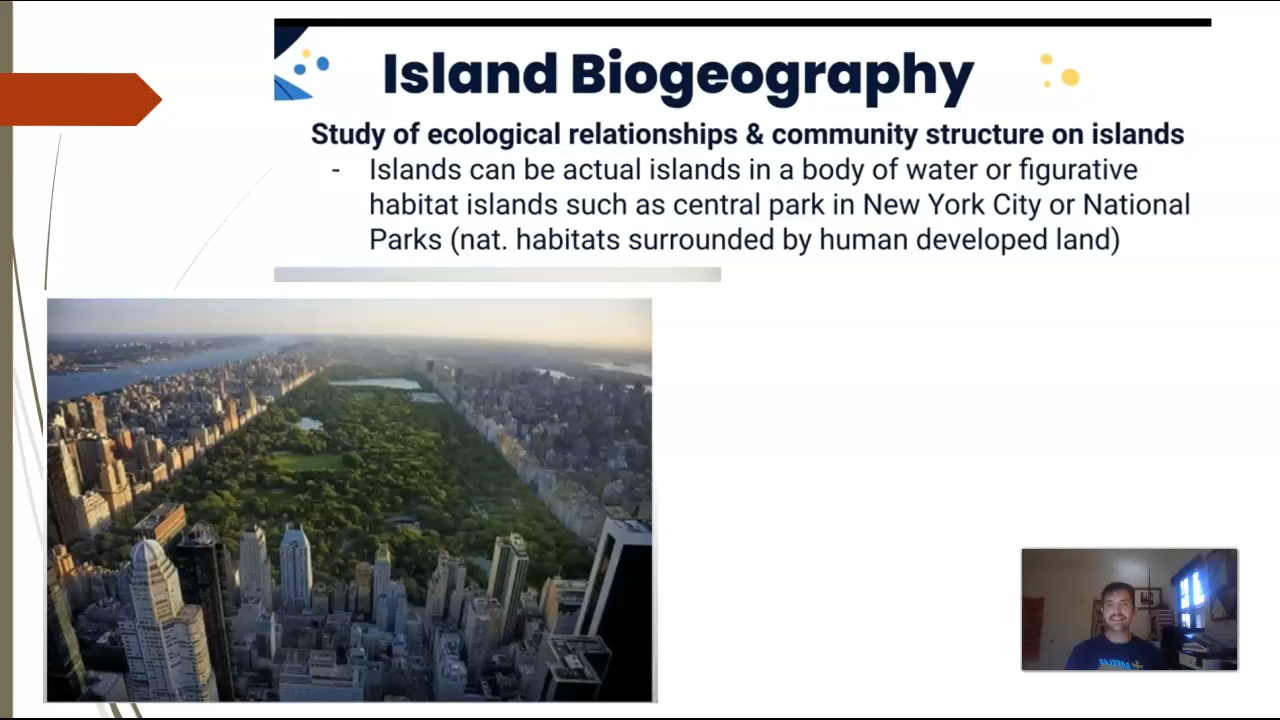 Island Biogeography
Study of ecological relationships & community structure on islands
- Islands can be actual islands in a body of water or figurative
habitat islands such as central park in New York City or National
Parks (nat. habitats surrounded by human developed land)